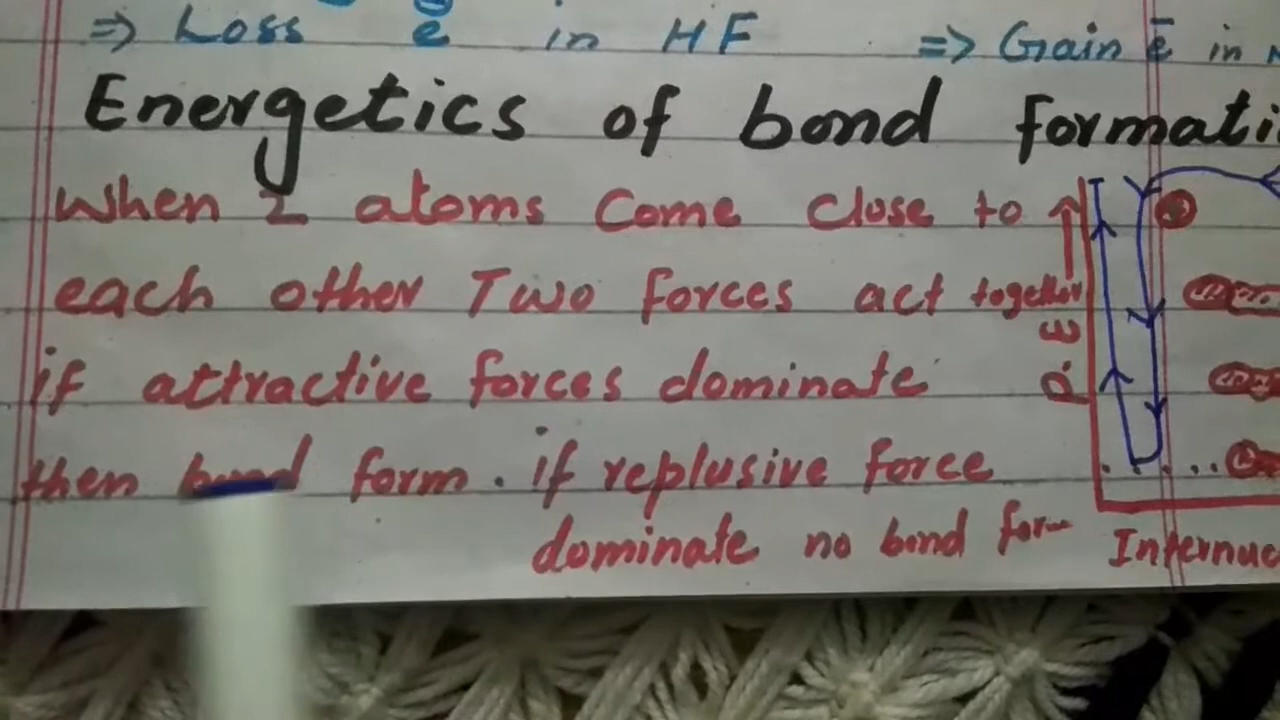 ⇒ Loss e in HF ⇒ Gain e̅ in
Energetics of bond formati
When 2 atoms Come Close to
each other Two forces act together
if attractive forces dominate
then bond form. if replusive force
dominate no bond for
P.E
Internuc